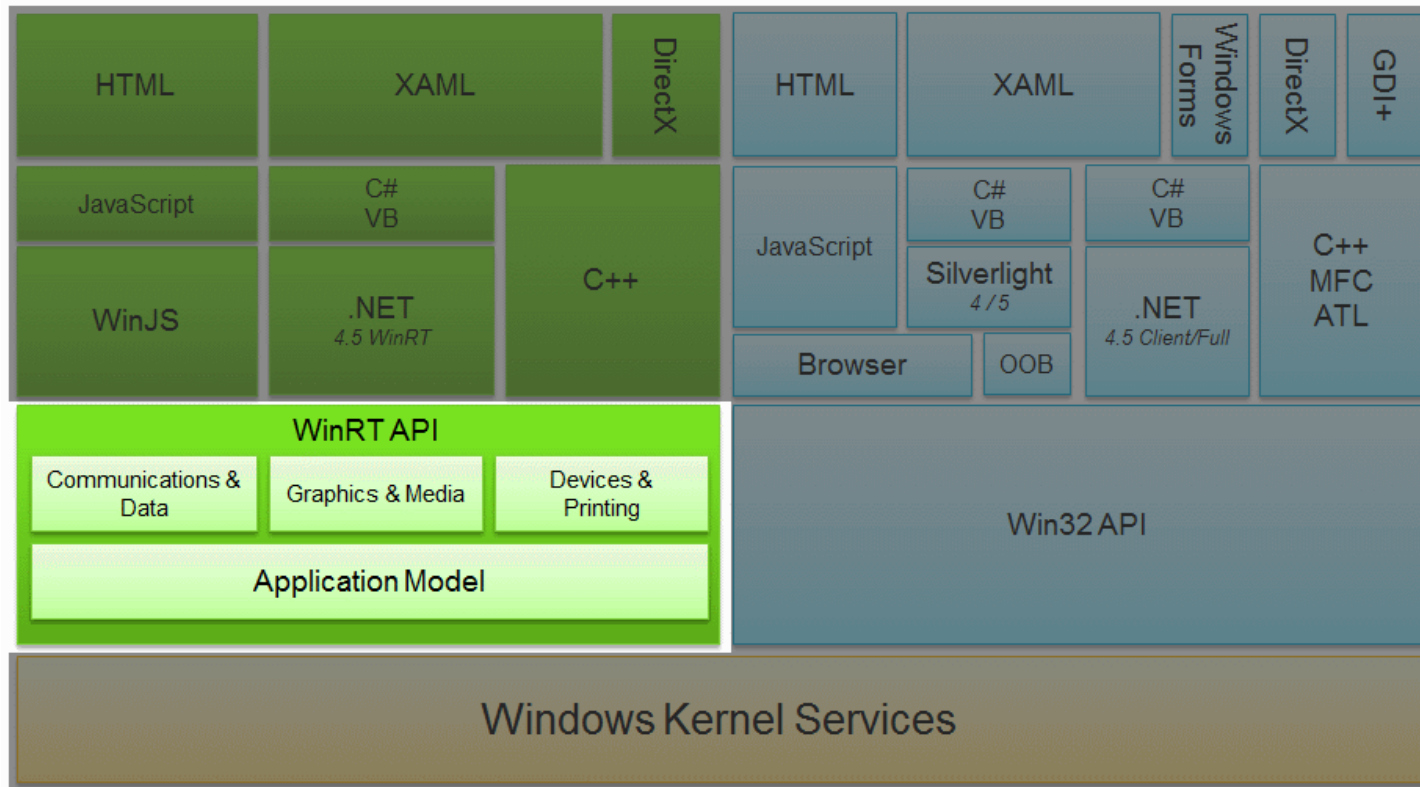 HTML
XAML
DirectX
HTML
XAML
Windows
Forms
DirectX
GDI+
JavaScript
C#
VB
C++
JavaScript
C#
VB
C#
VB
C++
MFC
ATL
WinJS
.NET
4.5 WinRT
Silverlight
4 / 5
.NET
4.5 Client/Full
Browser
OOB
WinRT API
Communications &
Data
Graphics & Media
Devices &
Printing
Application Model
Win32 API
Windows Kernel Services